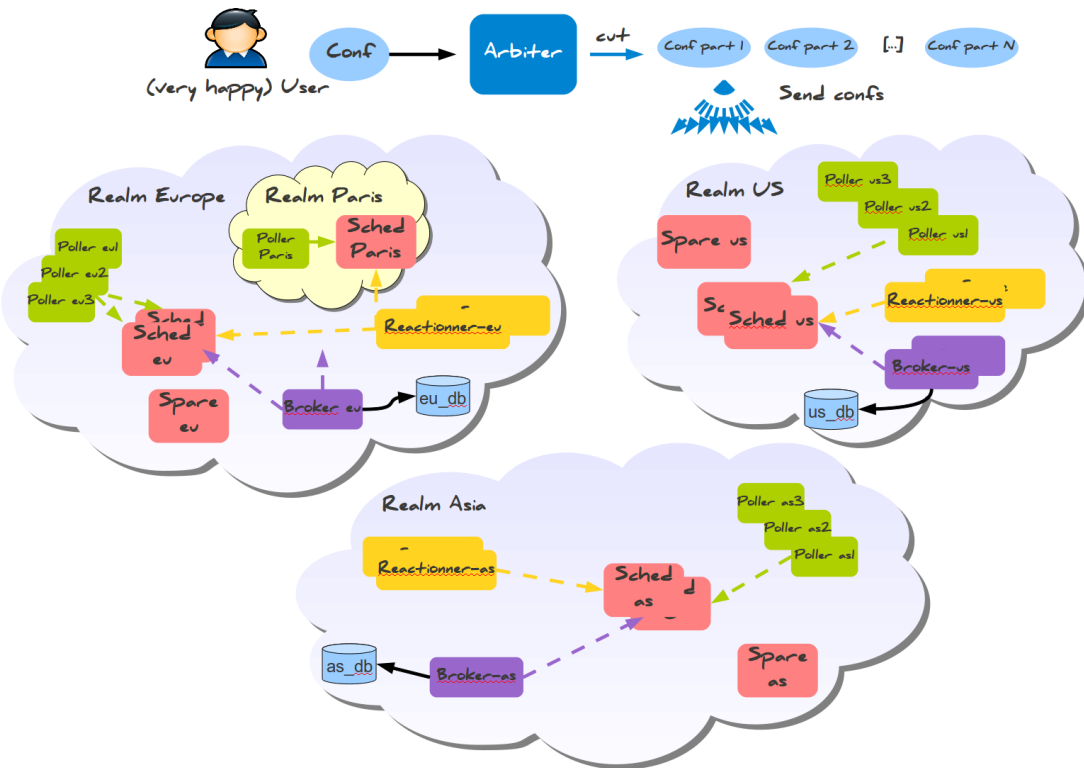 (very happy) User
Conf
Arbiter
cut
Conf part 1
Conf part 2
[...]
Conf part N
Send confs
Realm Europe
Realm Paris
Poller Paris
Sched Paris
Poller eu1
Poller eu2
Poller eu3
Sched
Sched eu
Reactionner-eu
Broker eu
eu_db
Spare eu
Realm US
Poller us3
Poller us2
Poller us1
Spare us
Sched us
Reactionner-us
Broker-us
us_db
Realm Asia
Poller as3
Poller as2
Poller as1
Reactionner-as
Sched as
Broker-as
as_db
Spare as